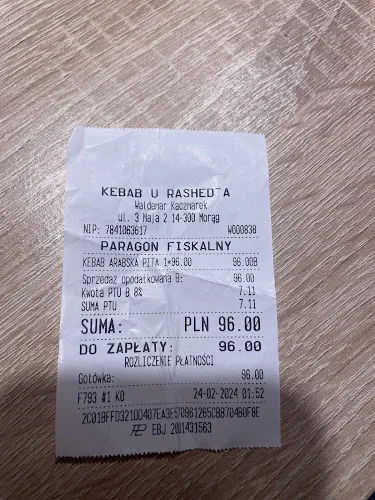 KEBAB U RASHEDTA
Waldemar Kaczmarek
ul. 3 Maja 2 14-300 Morąg
NIP: 7841063617 W000838
PARAGON FISKALNY
KEBAB ARABSKA PITA 1×96.00 96.00B
Sprzedaż opodatkowana B: 96.00
Kwota PTU B 8% 7.11
SUMA PTU 7.11
SUMA: PLN 96.00
DO ZAPŁATY: 96.00
ROZLICZENIE PŁATNOŚCI
Gotówka: 96.00
F793 #1 K0 24-02-2024 01:52
EBJ 2001431563